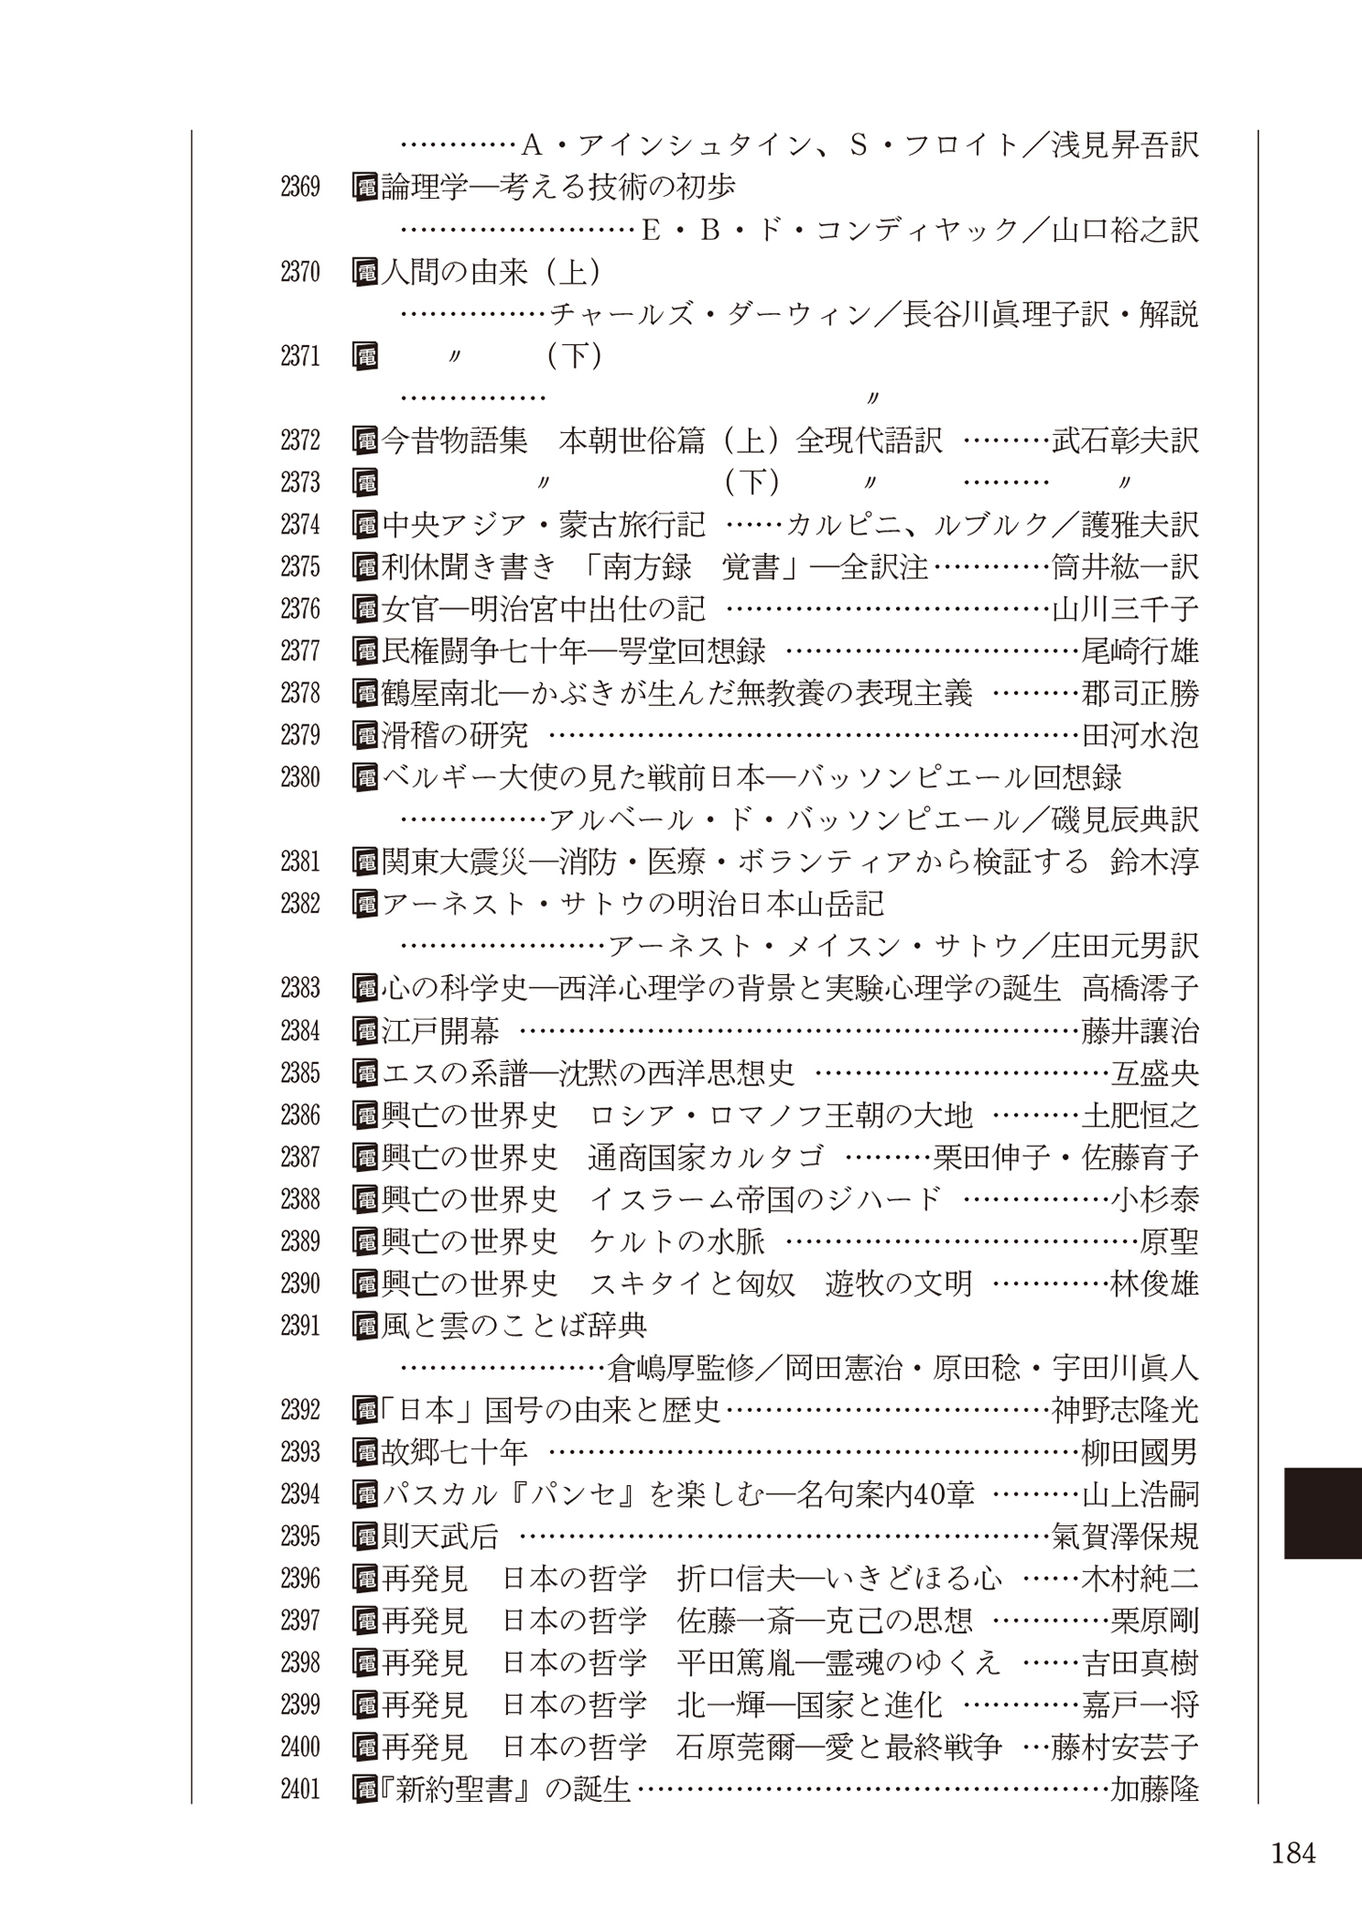 …………Ａ・アインシュタイン、Ｓ・フロイト／浅見昇吾訳
2369 電論理学―考える技術の初歩
……………………Ｅ・Ｂ・ド・コンディヤック／山口裕之訳
2370 電人間の由来（上）
……………チャールズ・ダーウィン／長谷川眞理子訳・解説
2371 電　　〃　　（下）
……………　　　　　　　　　　　〃
2372 電今昔物語集　本朝世俗篇（上）全現代語訳 ………武石彰夫訳
2373 電　　　　　〃　　　　　　（下）　　〃　　………　　〃
2374 電中央アジア・蒙古旅行記 ……カルピニ、ルブルク／護雅夫訳
2375 電利休聞き書き　「南方録　覚書」―全訳注…………筒井紘一訳
2376 電女官―明治宮中出仕の記 ……………………………山川三千子
2377 電民権闘争七十年―咢堂回想録 …………………………尾崎行雄
2378 電鶴屋南北―かぶきが生んだ無教養の表現主義 ………郡司正勝
2379 電滑稽の研究 ………………………………………………田河水泡
2380 電ベルギー大使の見た戦前日本―バッソンピエール回想録
……………アルベール・ド・バッソンピエール／磯見辰典訳
2381 電関東大震災―消防・医療・ボランティアから検証する 鈴木淳
2382 電アーネスト・サトウの明治日本山岳記
…………………アーネスト・メイスン・サトウ／庄田元男訳
2383 電心の科学史―西洋心理学の背景と実験心理学の誕生 高橋澪子
2384 電江戸開幕 …………………………………………………藤井讓治
2385 電エスの系譜―沈黙の西洋思想史 …………………………互盛央
2386 電興亡の世界史　ロシア・ロマノフ王朝の大地 ………土肥恒之
2387 電興亡の世界史　通商国家カルタゴ ………栗田伸子・佐藤育子
2388 電興亡の世界史　イスラーム帝国のジハード ……………小杉泰
2389 電興亡の世界史　ケルトの水脈 ………………………………原聖
2390 電興亡の世界史　スキタイと匈奴　遊牧の文明 …………林俊雄
2391 電風と雲のことば辞典
…………………倉嶋厚監修／岡田憲治・原田稔・宇田川眞人
2392 電「日本」国号の由来と歴史……………………………神野志隆光
2393 電故郷七十年 ………………………………………………柳田國男
2394 電パスカル『パンセ』を楽しむ―名句案内40章 ………山上浩嗣
2395 電則天武后 ………………………………………………氣賀澤保規
2396 電再発見　日本の哲学　折口信夫―いきどほる心 ……木村純二
2397 電再発見　日本の哲学　佐藤一斎―克己の思想 …………栗原剛
2398 電再発見　日本の哲学　平田篤胤―霊魂のゆくえ ……吉田真樹
2399 電再発見　日本の哲学　北一輝―国家と進化 …………嘉戸一将
2400 電再発見　日本の哲学　石原莞爾―愛と最終戦争 …藤村安芸子
2401 電『新約聖書』の誕生…………………………………………加藤隆
184